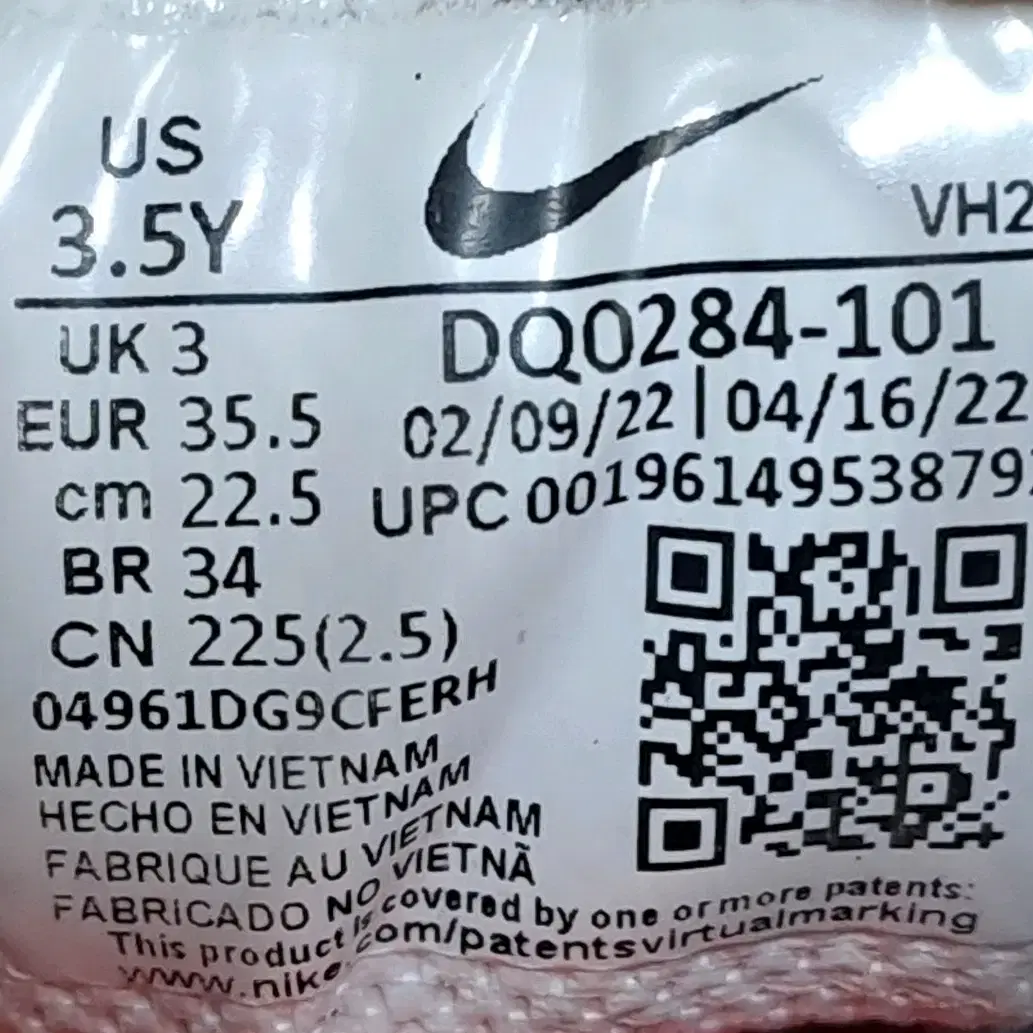 US
3.5Y
VH2
UK 3
DQ0284-101
EUR 35.5
02/09/22 | 04/16/22
cm 22.5
UPC 00196149538792
BR 34
CN 225(2.5)
04961DG9CFERH
MADE IN VIETNAM
HECHO EN VIETNAM
FABRIQUE AU VIETNAM
FABRICADO NO VIETNÃ
This product is covered by one or more patents:
www.nike.com/patentsvirtualmarking